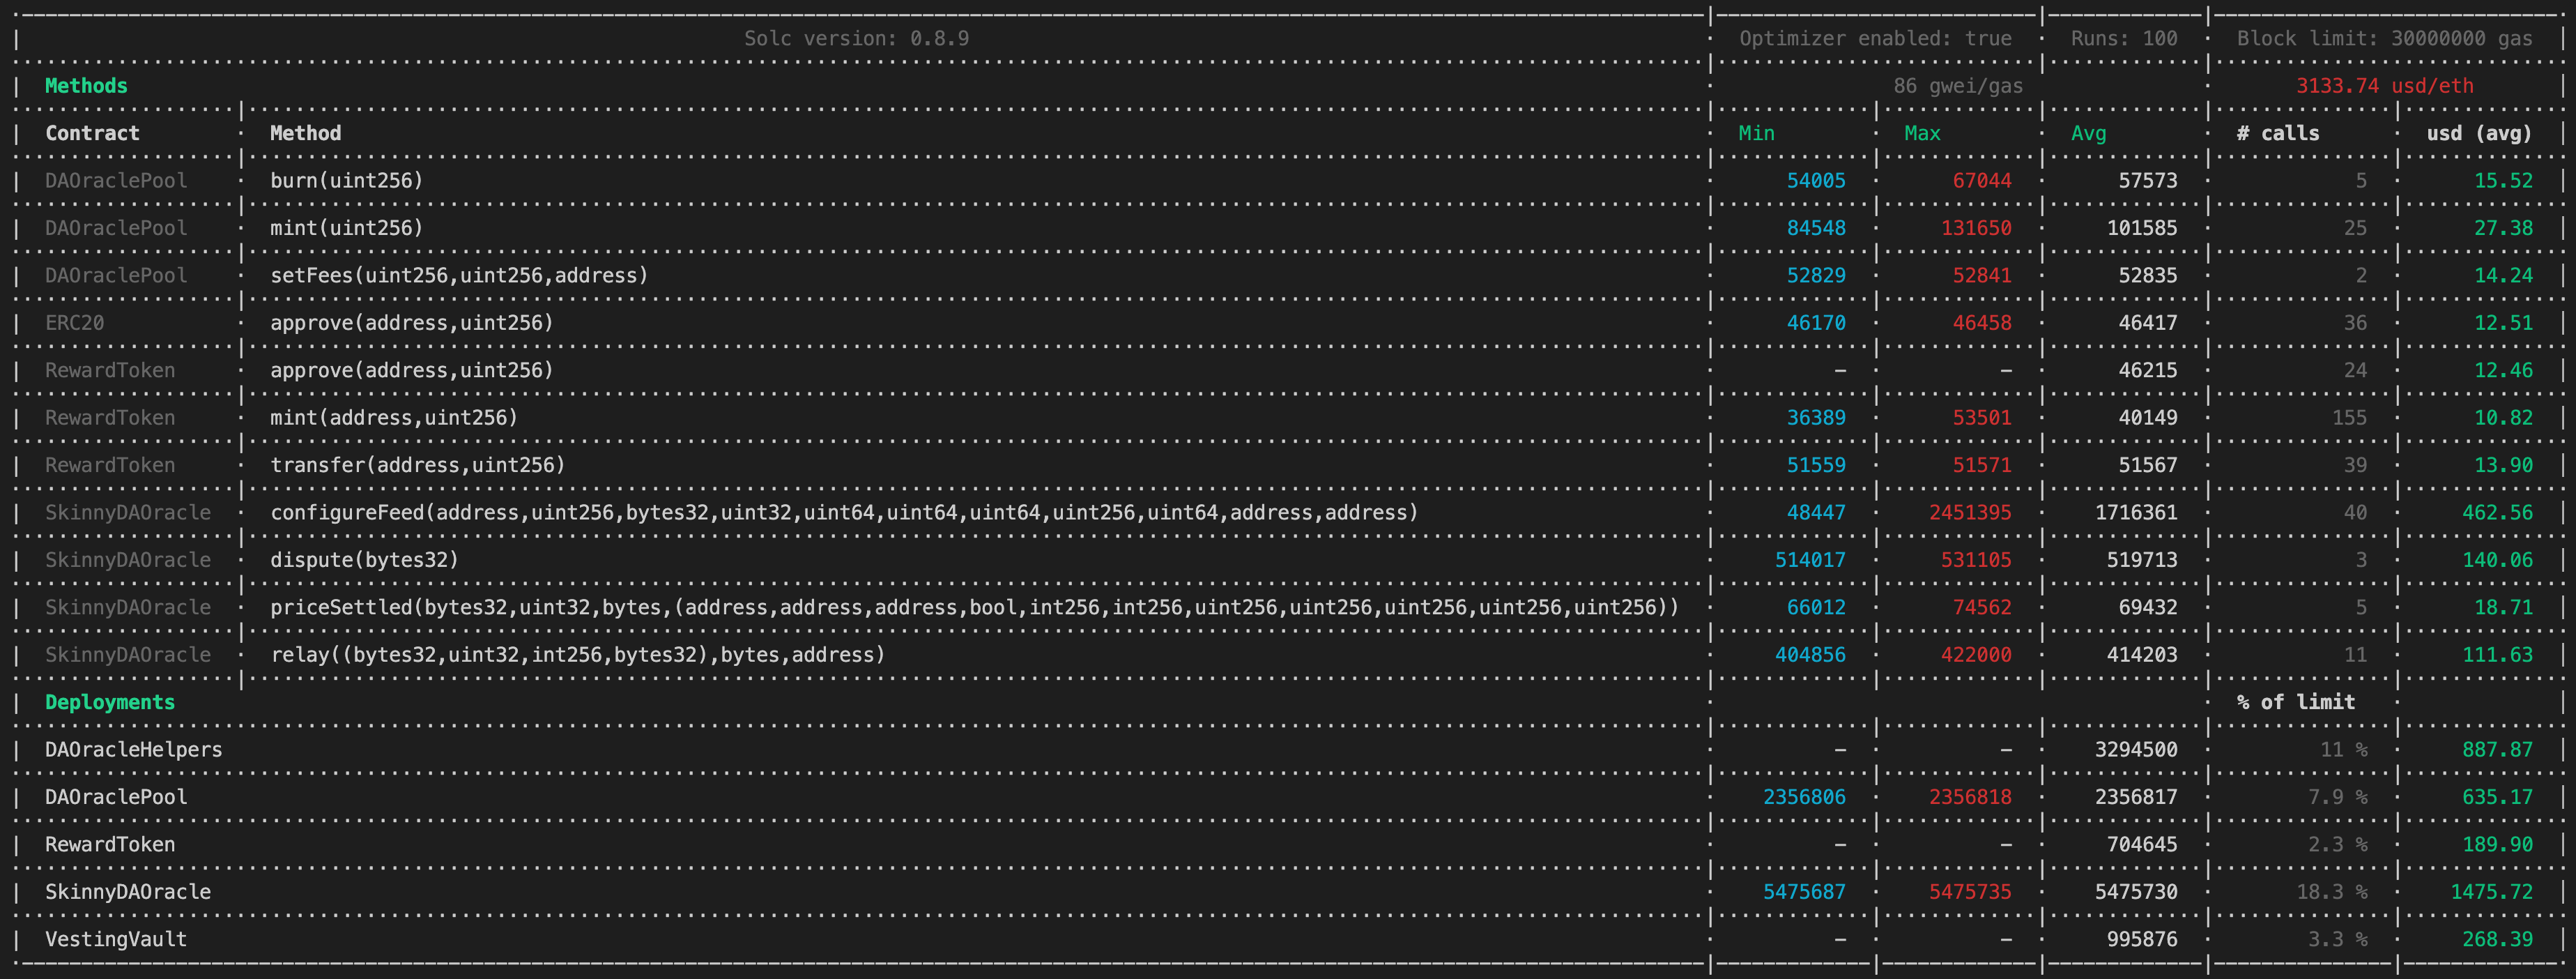 Solc version: 0.8.9 Optimizer enabled: true Runs: 100 Block limit: 30000000 gas
Methods 86 gwei/gas 3133.74 usd/eth
Contract Method Min Max Avg # calls usd (avg)
DAOraclePool burn(uint256) 54005 67044 57573 5 15.52
DAOraclePool mint(uint256) 84548 131650 101585 25 27.38
DAOraclePool setFees(uint256,uint256,address) 52829 52841 52835 2 14.24
ERC20 approve(address,uint256) 46170 46458 46417 36 12.51
RewardToken approve(address,uint256) - - 46215 24 12.46
RewardToken mint(address,uint256) 36389 53501 40149 155 10.82
RewardToken transfer(address,uint256) 51559 51571 51567 39 13.90
SkinnyDAOracle configureFeed(address,uint256,bytes32,uint32,uint64,uint64,uint64,uint256,uint64,address,address) 48447 2451395 1716361 40 462.56
SkinnyDAOracle dispute(bytes32) 514017 531105 519713 3 140.06
SkinnyDAOracle priceSettled(bytes32,uint32,bytes,(address,address,address,bool,int256,int256,uint256,uint256,uint256,uint256,uint256)) 66012 74562 69432 5 18.71
SkinnyDAOracle relay((bytes32,uint32,int256,bytes32),bytes,address) 404856 422000 414203 11 111.63
Deployments % of limit
DAOracleHelpers - - 3294500 11 % 887.87
DAOraclePool 2356806 2356818 2356817 7.9 % 635.17
RewardToken - - 704645 2.3 % 189.90
SkinnyDAOracle 5475687 5475735 5475730 18.3 % 1475.72
VestingVault - - 995876 3.3 % 268.39